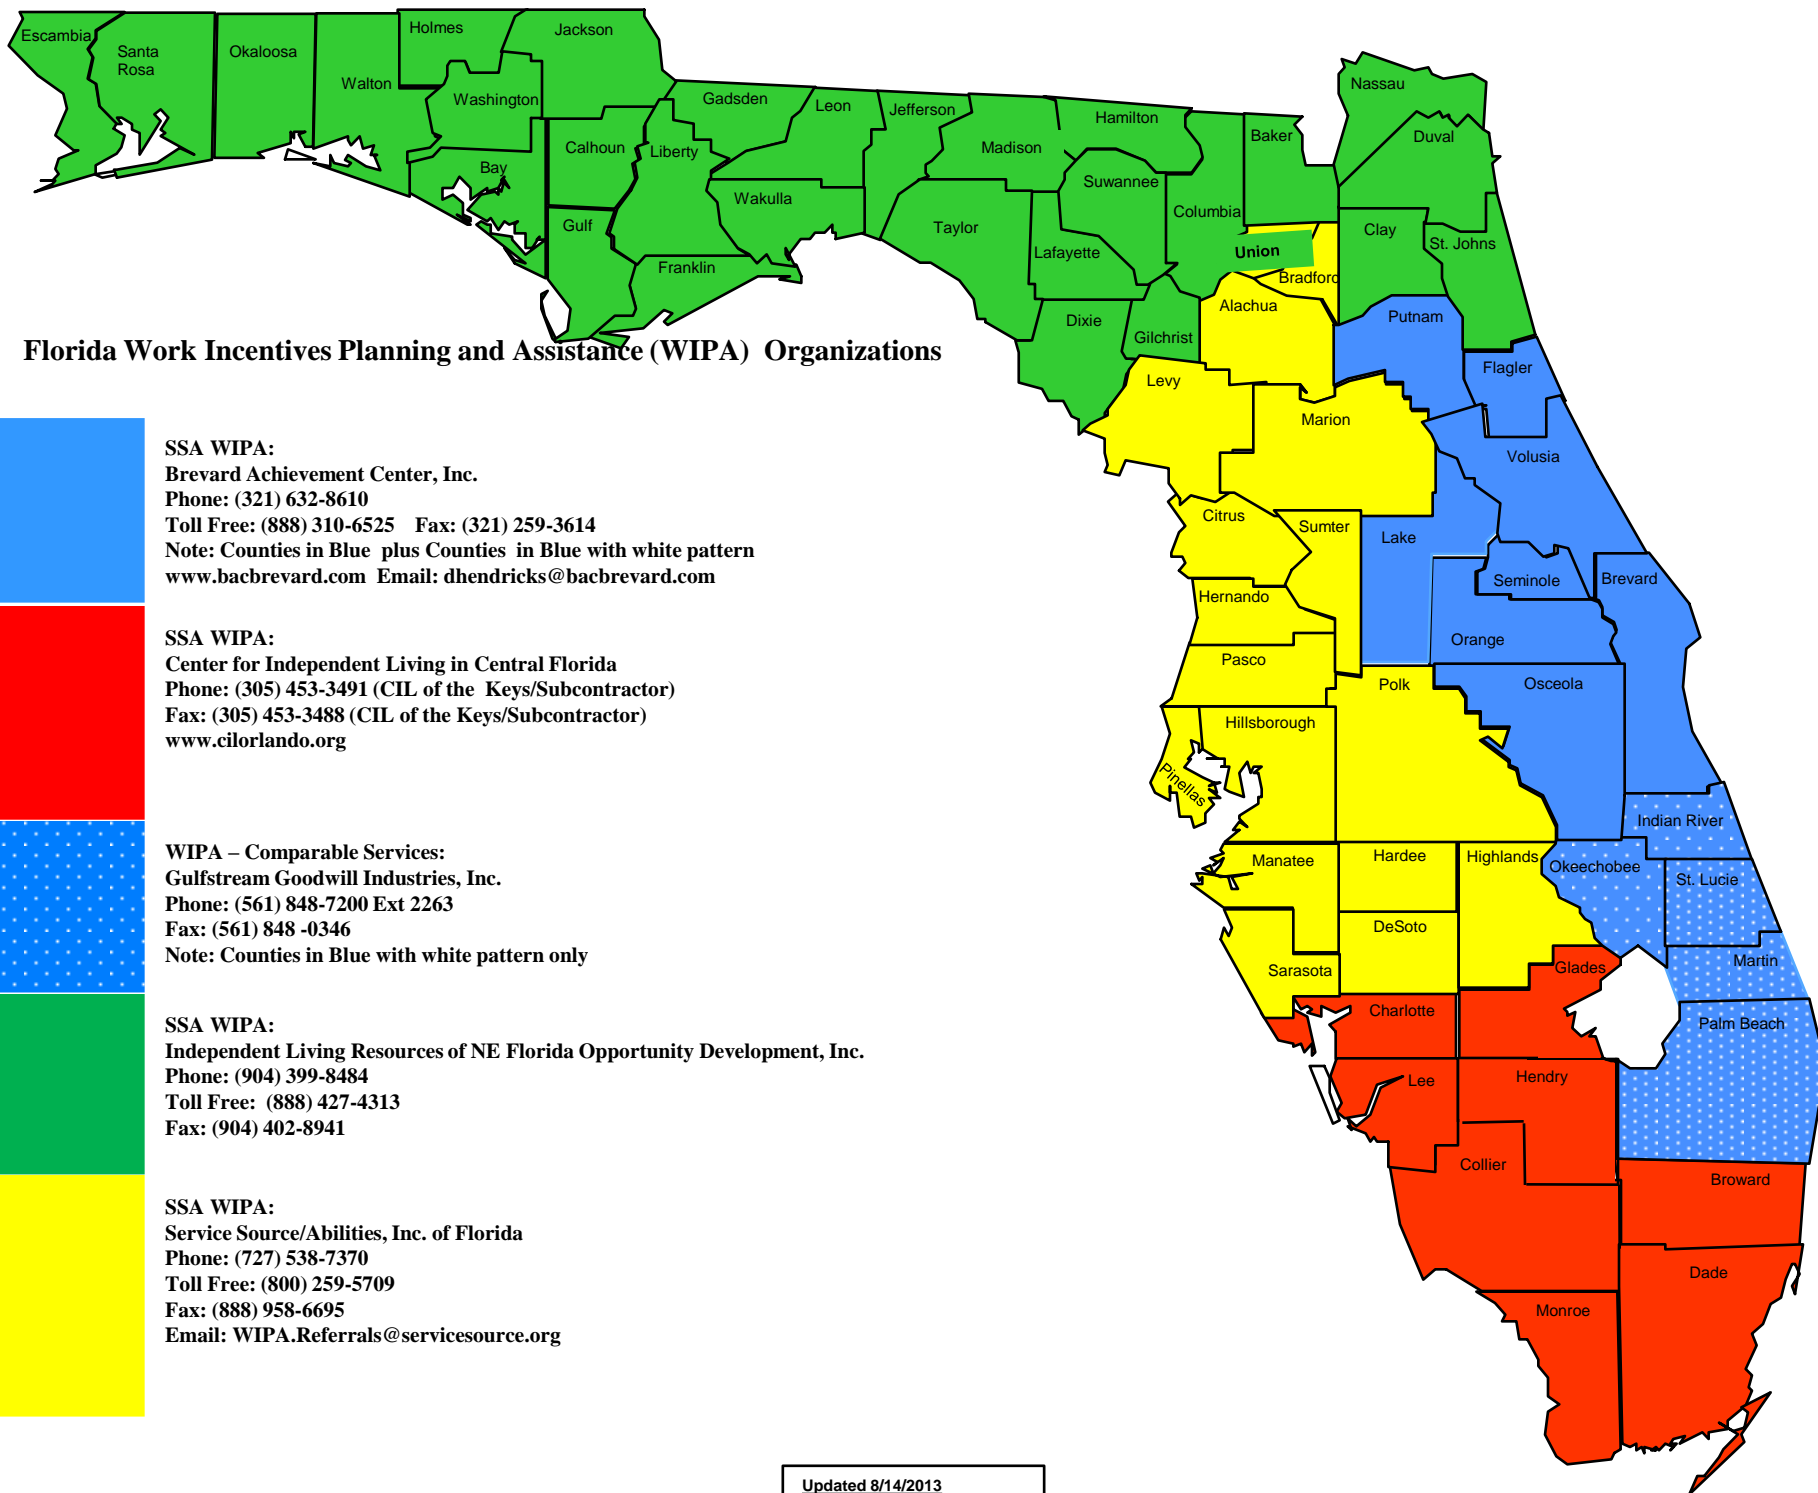 Escambia
Santa
Rosa
Okaloosa
Walton
Holmes
Jackson
Washington
Bay
Calhoun
Gulf
Liberty
Gadsden
Leon
Wakulla
Franklin
Jefferson
Madison
Taylor
Hamilton
Suwannee
Lafayette
Dixie
Columbia
Gilchrist
Baker
Union
Bradford
Nassau
Duval
Clay
St. Johns
Alachua
Putnam
Flagler
Levy
Marion
Volusia
Citrus
Sumter
Lake
Seminole
Brevard
Hernando
Orange
Pasco
Polk
Osceola
Hillsborough
Pinellas
Indian River
Manatee
Hardee
Highlands
Okeechobee
St. Lucie
DeSoto
Sarasota
Glades
Martin
Charlotte
Palm Beach
Lee
Hendry
Collier
Broward
Dade
Monroe
Florida Work Incentives Planning and Assistance (WIPA) Organizations
SSA WIPA:
Brevard Achievement Center, Inc.
Phone: (321) 632-8610
Toll Free: (888) 310-6525 Fax: (321) 259-3614
Note: Counties in Blue plus Counties in Blue with white pattern
www.bacbrevard.com Email: dhendricks@bacbrevard.com
SSA WIPA:
Center for Independent Living in Central Florida
Phone: (305) 453-3491 (CIL of the Keys/Subcontractor)
Fax: (305) 453-3488 (CIL of the Keys/Subcontractor)
www.cilorlando.org
WIPA – Comparable Services:
Gulfstream Goodwill Industries, Inc.
Phone: (561) 848-7200 Ext 2263
Fax: (561) 848 -0346
Note: Counties in Blue with white pattern only
SSA WIPA:
Independent Living Resources of NE Florida Opportunity Development, Inc.
Phone: (904) 399-8484
Toll Free: (888) 427-4313
Fax: (904) 402-8941
SSA WIPA:
Service Source/Abilities, Inc. of Florida
Phone: (727) 538-7370
Toll Free: (800) 259-5709
Fax: (888) 958-6695
Email: WIPA.Referrals@servicesource.org
Updated 8/14/2013